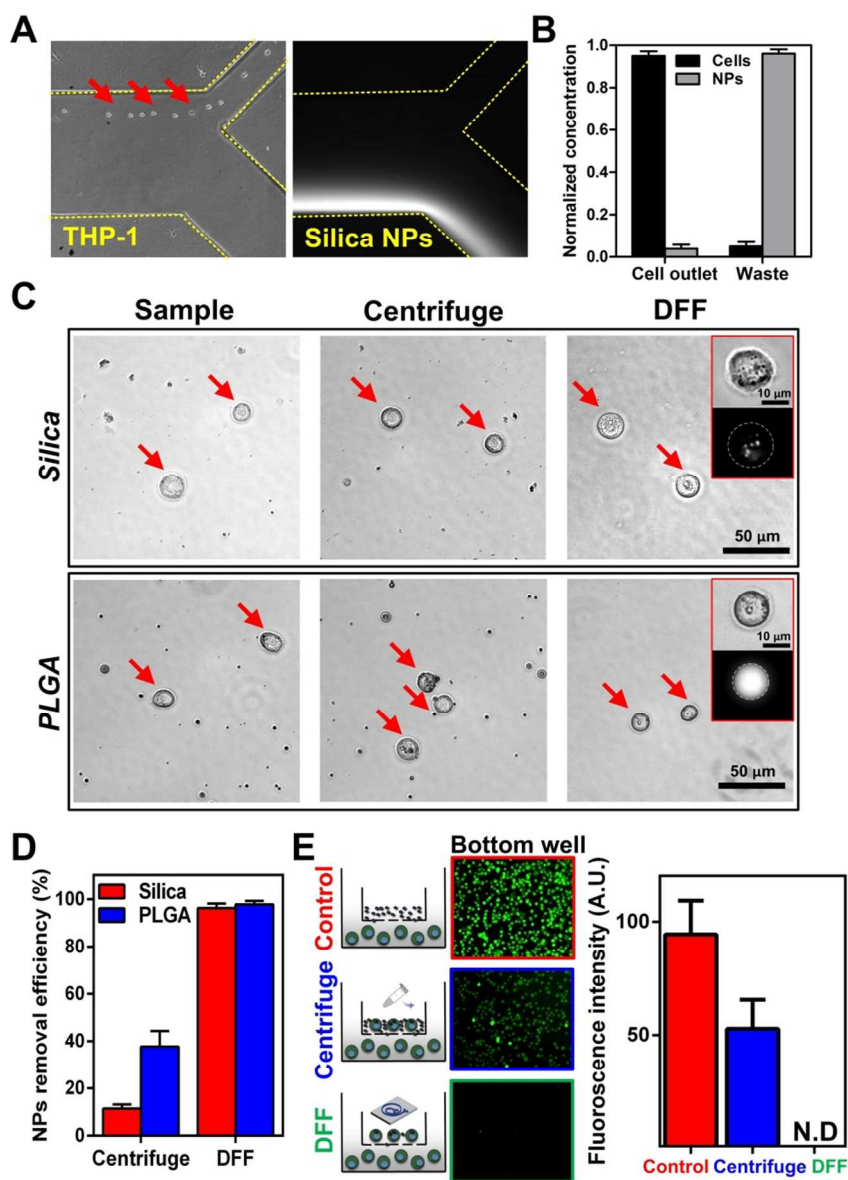 A
THP-1
Silica NPs
B
Normalized concentration
1.0
0.8
0.6
0.4
0.2
0.0
Cells
NPs
Cell outlet
Waste
C
Sample
Centrifuge
DFF
Silica
10 μm
50 μm
PLGA
10 μm
50 μm
D
NPs removal efficiency (%)
100
80
60
40
20
0
Silica
PLGA
Centrifuge
DFF
E
Bottom well
Control
Centrifuge
DFF
Fluoroscence intensity (A.U.)
100
50
N.D
Control Centrifuge DFF